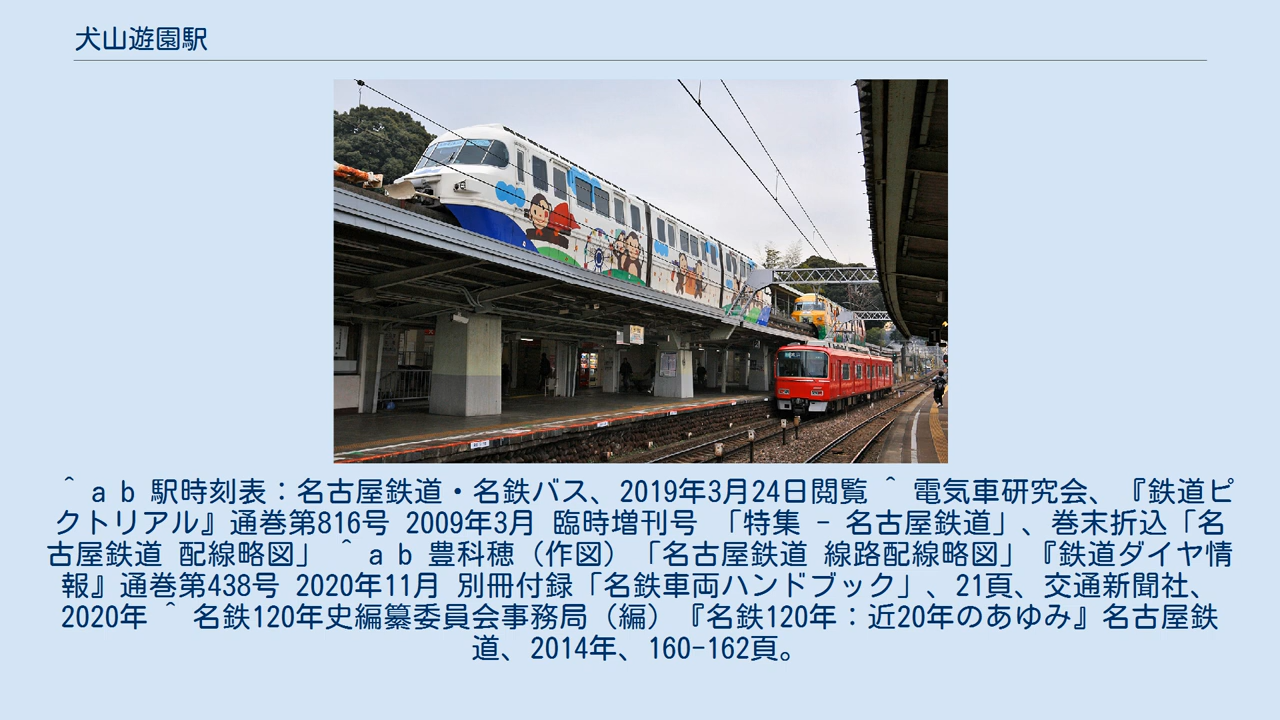 犬山遊園駅
^ a b 駅時刻表：名古屋鉄道・名鉄バス、2019年3月24日閲覧 ^ 電気車研究会、『鉄道ピ
クトリアル』通巻第816号 2009年3月 臨時増刊号 「特集 - 名古屋鉄道」、巻末折込「名
古屋鉄道 配線略図」 ^ a b 豊科穂（作図）「名古屋鉄道 線路配線略図」『鉄道ダイヤ情
報』通巻第438号 2020年11月 別冊付録「名鉄車両ハンドブック」、21頁、交通新聞社、
2020年 ^ 名鉄120年史編纂委員会事務局（編）『名鉄120年：近20年のあゆみ』名古屋鉄
道、2014年、160-162頁。